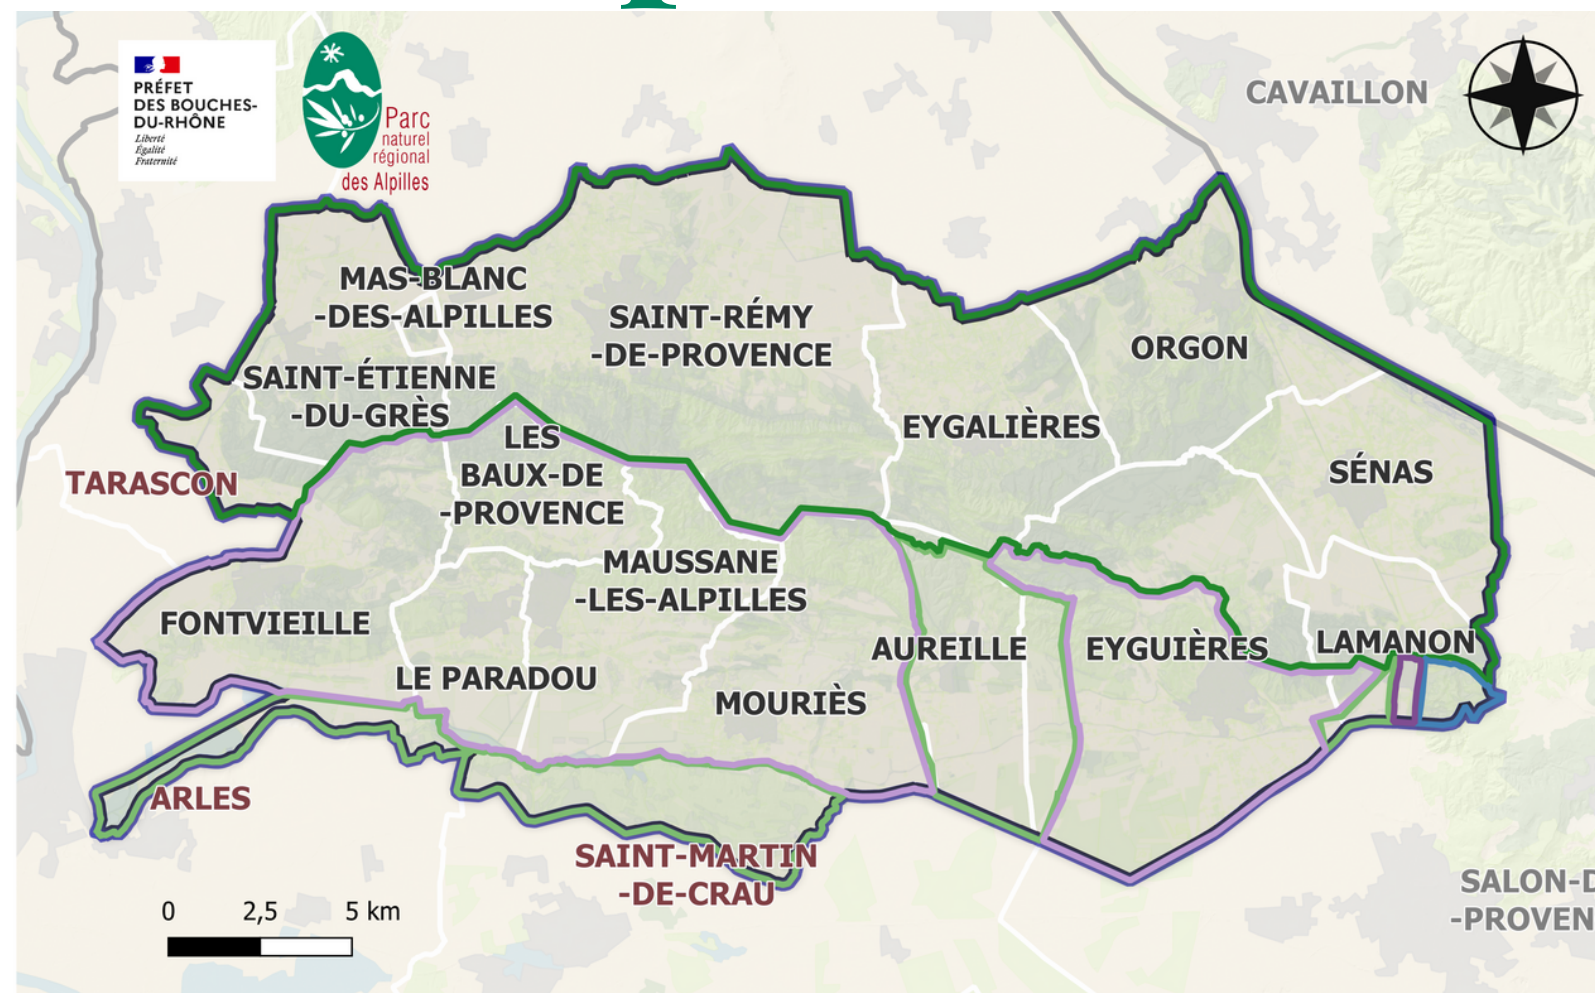 PRÉFET
DES BOUCHES-
DU-RHÔNE
Liberté
Égalité
Fraternité
Parc
naturel
régional
des Alpilles
CAVAILLON
MAS-BLANC
-DES-ALPILLES
SAINT-RÉMY
-DE-PROVENCE
ORGON
SAINT-ÉTIENNE
-DU-GRÈS
EYGALIÈRES
LES
BAUX-DE
-PROVENCE
SÉNAS
TARASCON
MAUSSANE
-LES-ALPILLES
FONTVIEILLE
AUREILLE
EYGUIÈRES
LAMANON
LE PARADOU
MOURIÈS
ARLES
SAINT-MARTIN
-DE-CRAU
SALON-D
-PROVEN
0 2,5 5 km